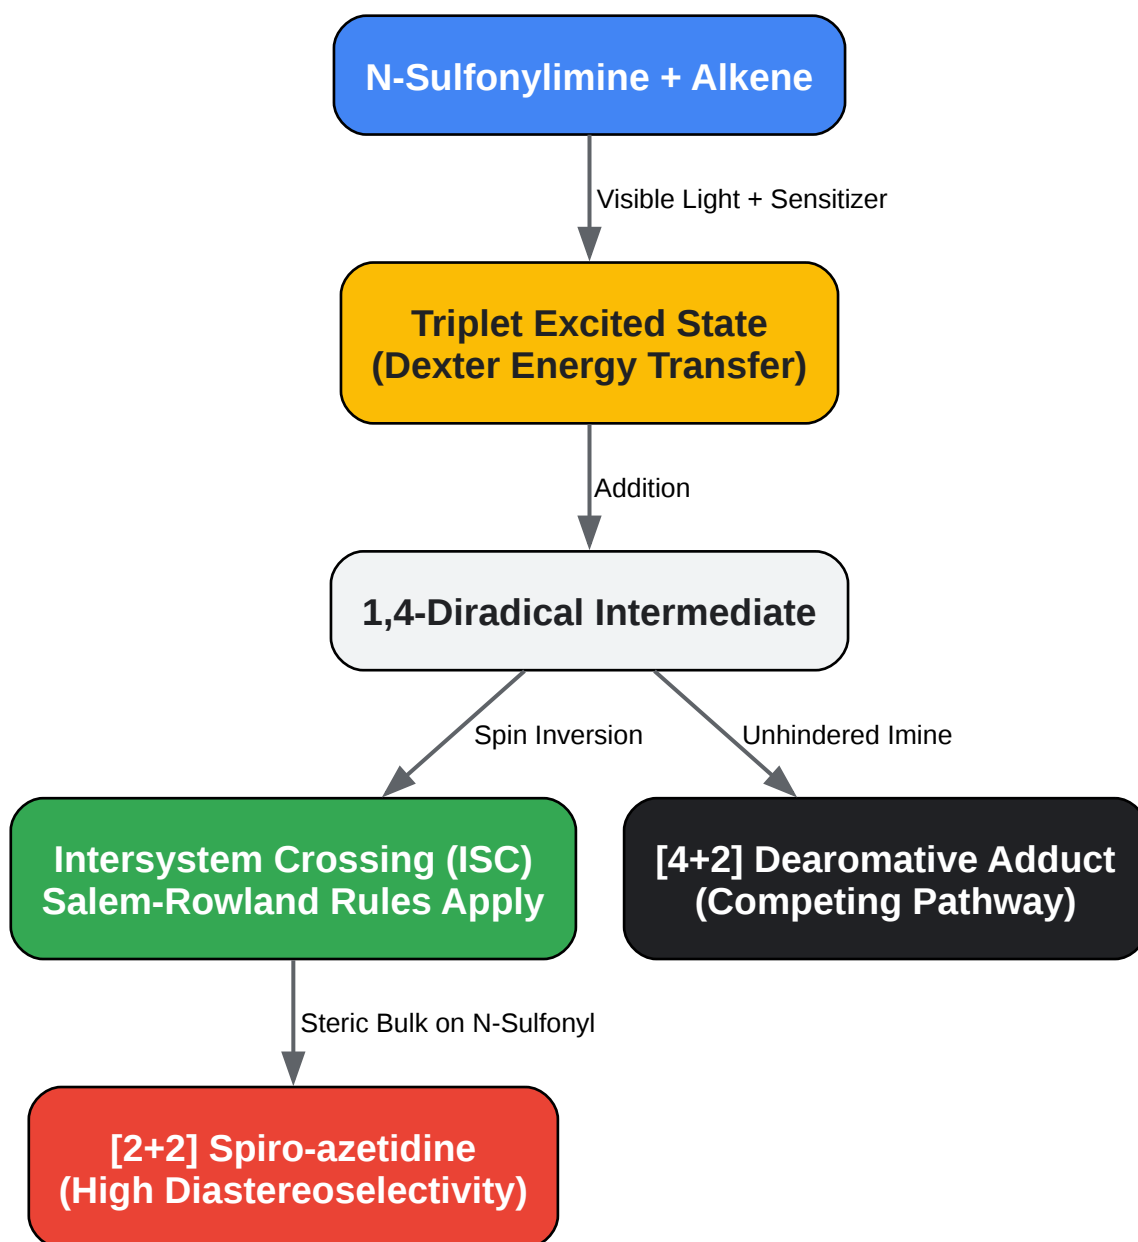 N-Sulfonylimine + Alkene
Visible Light + Sensitizer
Triplet Excited State
(Dexter Energy Transfer)
Addition
1,4-Diradical Intermediate
Spin Inversion
Unhindered Imine
Intersystem Crossing (ISC)
Salem-Rowland Rules Apply
[4+2] Dearomative Adduct
(Competing Pathway)
Steric Bulk on N-Sulfonyl
[2+2] Spiro-azetidine
(High Diastereoselectivity)